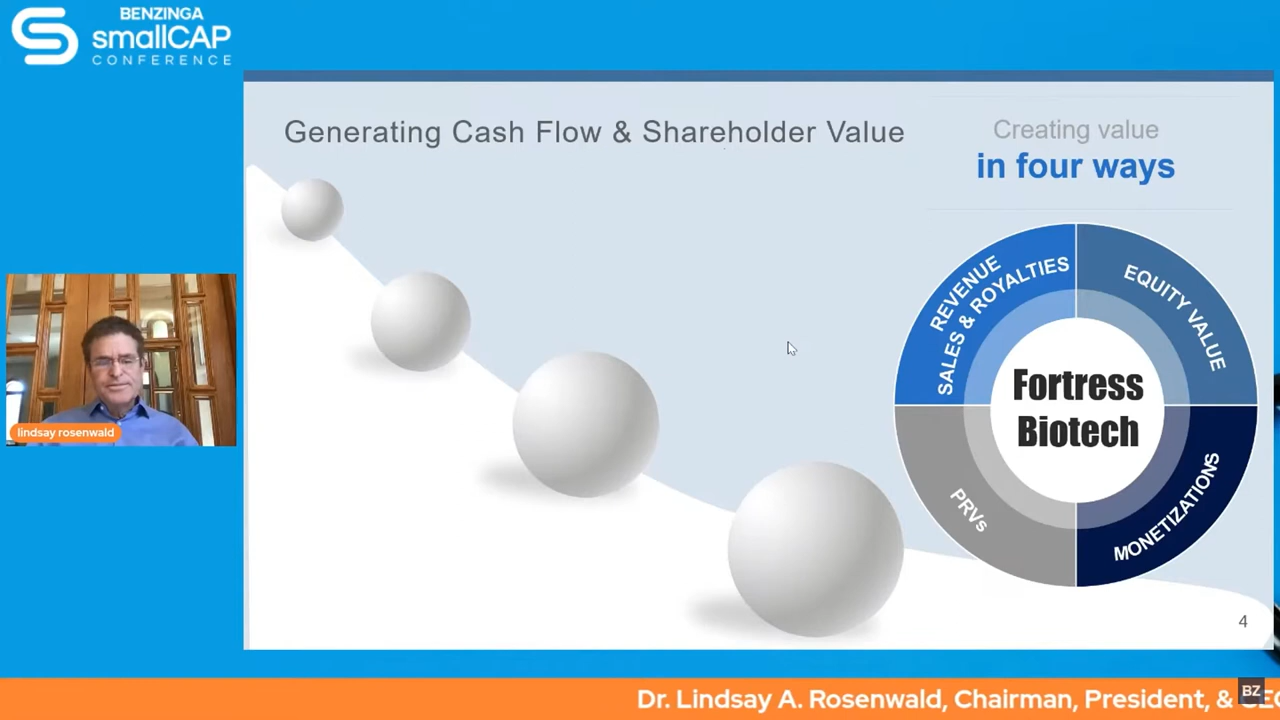 BENZINGA
smallCAP
CONFERENCE
Generating Cash Flow & Shareholder Value
Creating value
in four ways
REVENUE
SALES & ROYALTIES
EQUITY VALUE
Fortress
Biotech
PRVs
MONETIZATIONS
lindsay rosenwald
4
Dr. Lindsay A. Rosenwald, Chairman, President, &
BZ